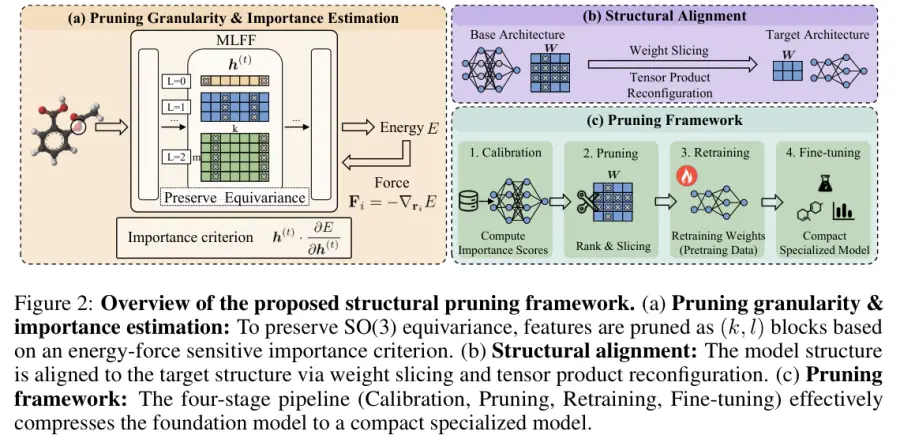 (a) Pruning Granularity & Importance Estimation
MLFF
h^(t)
L=0
L=1
...
...
k
L=2
m
Preserve Equivariance
Energy E
Force
F_i = −∇_{r_i} E
Importance criterion h^(t) · ∂E/∂h^(t)
(b) Structural Alignment
Base Architecture
W
Weight Slicing
Tensor Product
Reconfiguration
Target Architecture
W
(c) Pruning Framework
1. Calibration
Compute
Importance Scores
2. Pruning
W
Rank & Slicing
3. Retraining
Retraining Weights
(Pretraing Data)
4. Fine-tuning
Compact
Specialized Model
Figure 2: Overview of the proposed structural pruning framework. (a) Pruning granularity &
importance estimation: To preserve SO(3) equivariance, features are pruned as (k, l) blocks based
on an energy-force sensitive importance criterion. (b) Structural alignment: The model structure
is aligned to the target structure via weight slicing and tensor product reconfiguration. (c) Pruning
framework: The four-stage pipeline (Calibration, Pruning, Retraining, Fine-tuning) effectively
compresses the foundation model to a compact specialized model.